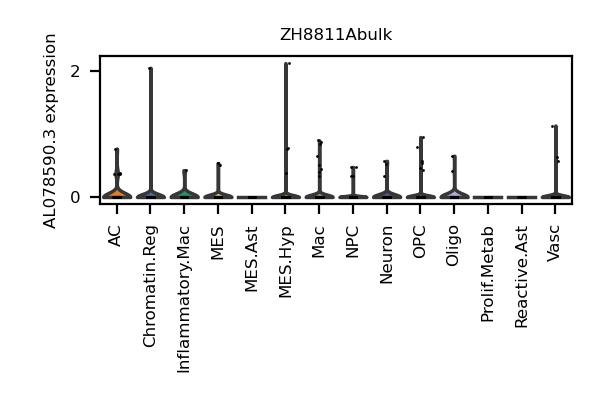 ZH8811Abulk
AL078590.3 expression
2
0
AC
Chromatin.Reg
Inflammatory.Mac
MES
MES.Ast
MES.Hyp
Mac
NPC
Neuron
OPC
Oligo
Prolif.Metab
Reactive.Ast
Vasc